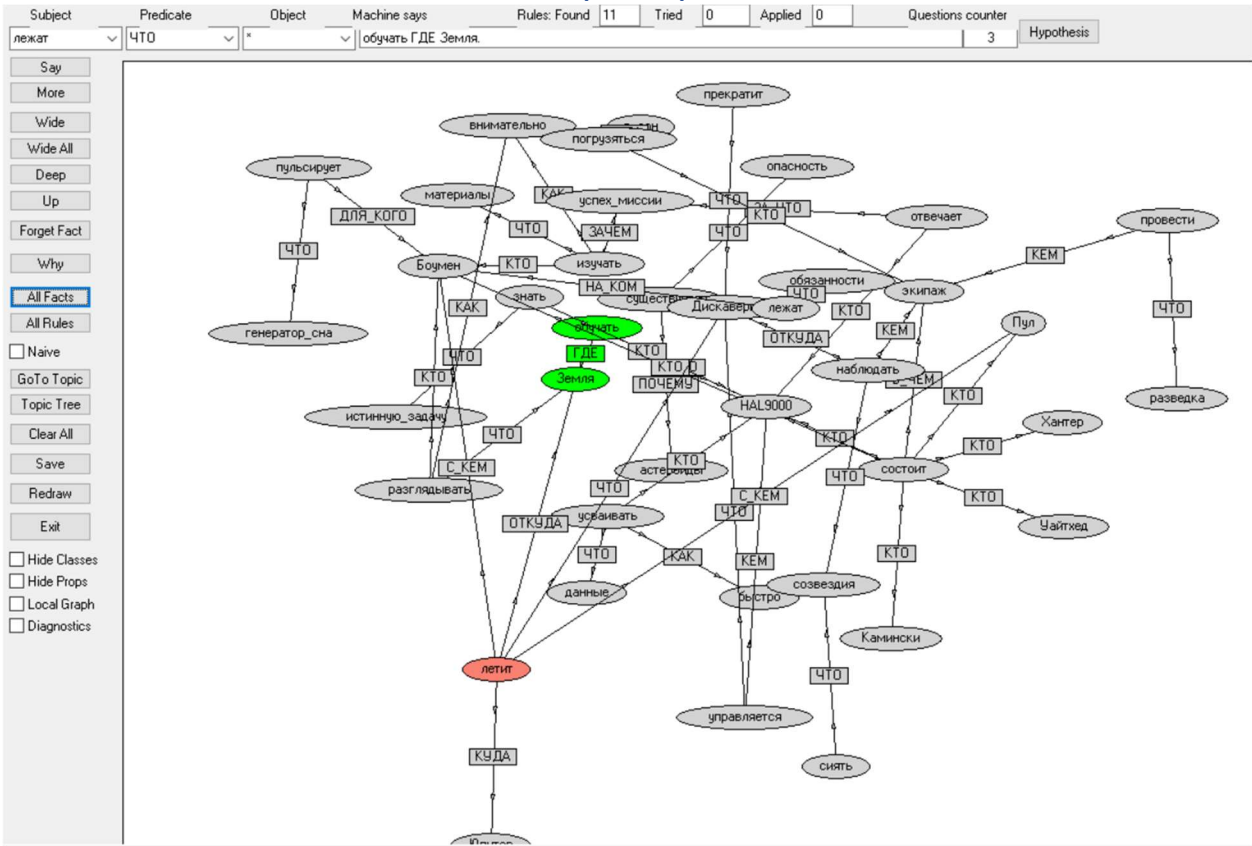 Subject Predicate Object Machine says Rules: Found 11 Tried 0 Applied 0 Questions counter
лежат ЧТО * обучать ГДЕ Земля. 3 Hypothesis
Say
More
Wide
Wide All
Deep
Up
Forget Fact
Why
All Facts
All Rules
Naive
GoTo Topic
Topic Tree
Clear All
Save
Redraw
Exit
Hide Classes
Hide Props
Local Graph
Diagnostics
прекратит
внимательно
погрузяться
пульсирует
опасность
материалы
КАК
успех_миссии
ЧТО
ЗА_ЧТО
КТО
отвечает
провести
ДЛЯ_КОГО
ЧТО
ЗАЧЕМ
ЧТО
ЧТО
КЕМ
Боумен
КТО
изучать
НА_КОМ
обязанности
экипаж
знать
Дискавери
лежат
ЧТО
КТО
ЧТО
КАК
генератор_сна
обучать
ОТКУДА
КЕМ
Пул
ЧТО
ГДЕ
КТО
КТО
наблюдать
КТО
Земля
ПОЧЕМУ
В_ЧЕМ
КТО
разведка
истинную_задачу
HAL9000
Хантер
ЧТО
КТО
КТО
С_КЕМ
астероиды
КТО
состоит
ЧТО
разглядывать
ЧТО
С_КЕМ
КТО
ОТКУДА
усваивать
ЧТО
Уайтхед
ЧТО
КАК
КЕМ
КТО
данные
быстро
созвездия
Камински
летит
ЧТО
управляется
КУДА
сиять